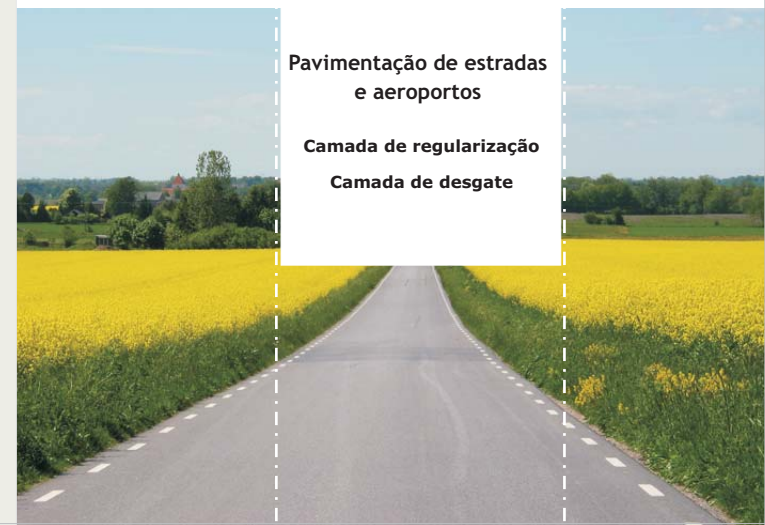 Pavimentação de estradas
e aeroportos
Camada de regularização
Camada de desgate